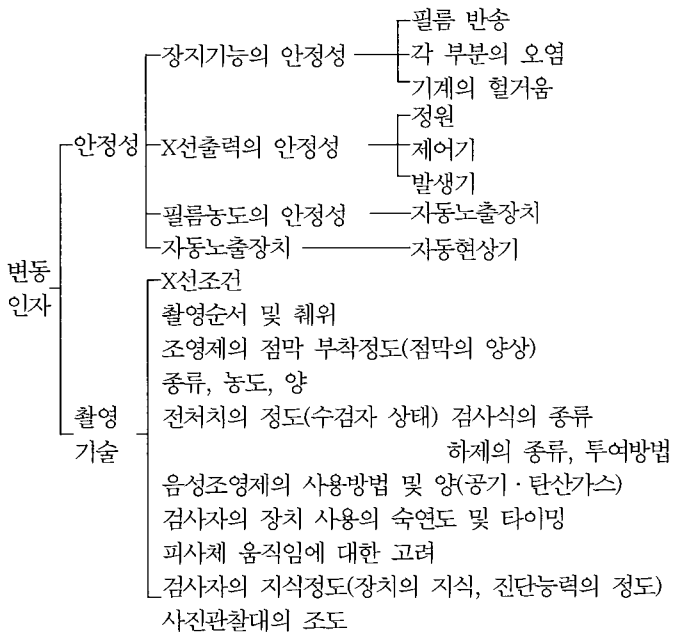 필름 반송
장지기능의 안정성 각 부분의 오염
기계의 헐거움
정원
안정성 X선출력의 안정성 제어기
발생기
필름농도의 안정성 자동노출장치
자동노출장치 자동현상기
변동
인자
X선조건
촬영순서 및 췌위
조영제의 점막 부착정도(점막의 양상)
종류, 농도, 양
촬영 전처치의 정도(수검자 상태) 검사식의 종류
기술 하제의 종류, 투여방법
음성조영제의 사용방법 및 양(공기·탄산가스)
검사자의 장치 사용의 숙연도 및 타이밍
피사체 움직임에 대한 고려
검사자의 지식정도(장치의 지식, 진단능력의 정도)
사진관찰대의 조도